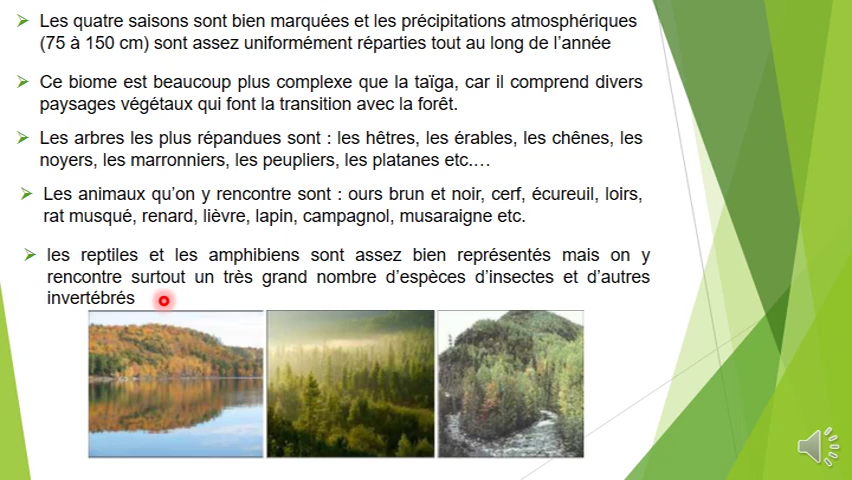 Les quatre saisons sont bien marquées et les précipitations atmosphériques
(75 à 150 cm) sont assez uniformément réparties tout au long de l’année
Ce biome est beaucoup plus complexe que la taïga, car il comprend divers
paysages végétaux qui font la transition avec la forêt.
Les arbres les plus répandues sont : les hêtres, les érables, les chênes, les
noyers, les marronniers, les peupliers, les platanes etc.…
Les animaux qu’on y rencontre sont : ours brun et noir, cerf, écureuil, loirs,
rat musqué, renard, lièvre, lapin, campagnol, musaraigne etc.
les reptiles et les amphibiens sont assez bien représentés mais on y
rencontre surtout un très grand nombre d’espèces d’insectes et d’autres
invertébrés